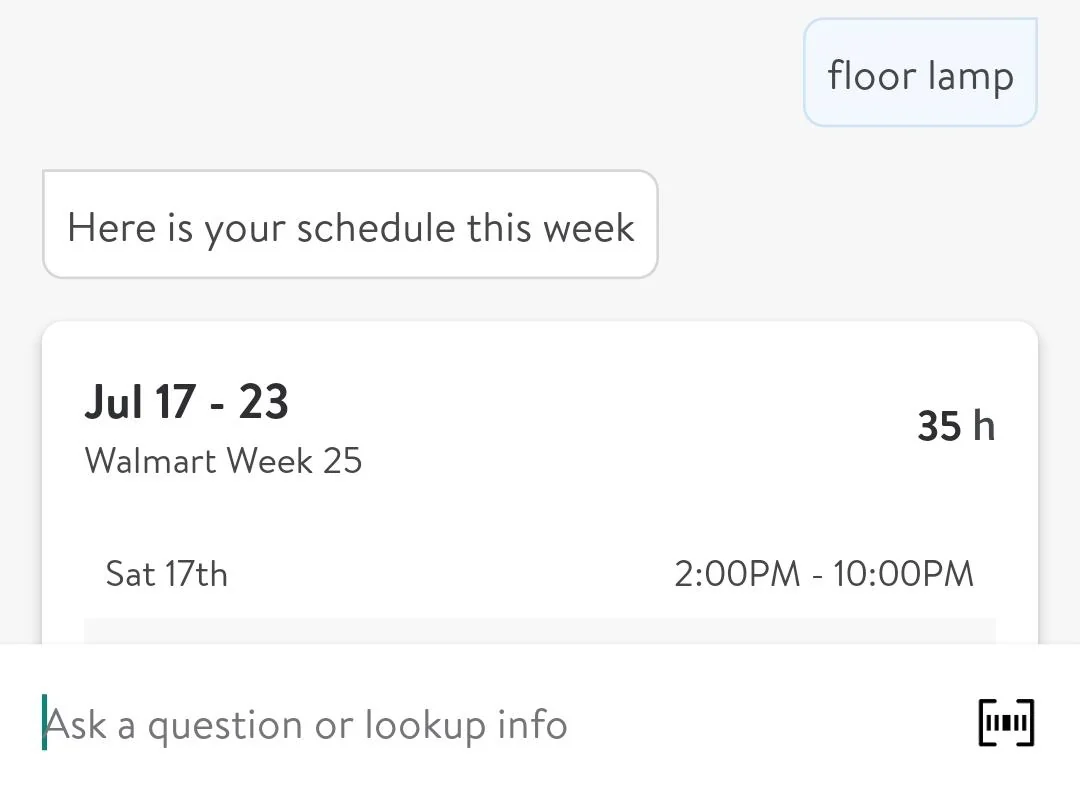 floor lamp
Here is your schedule this week
Jul 17 - 23
35 h
Walmart Week 25
Sat 17th
2:00PM - 10:00PM
Ask a question or lookup info